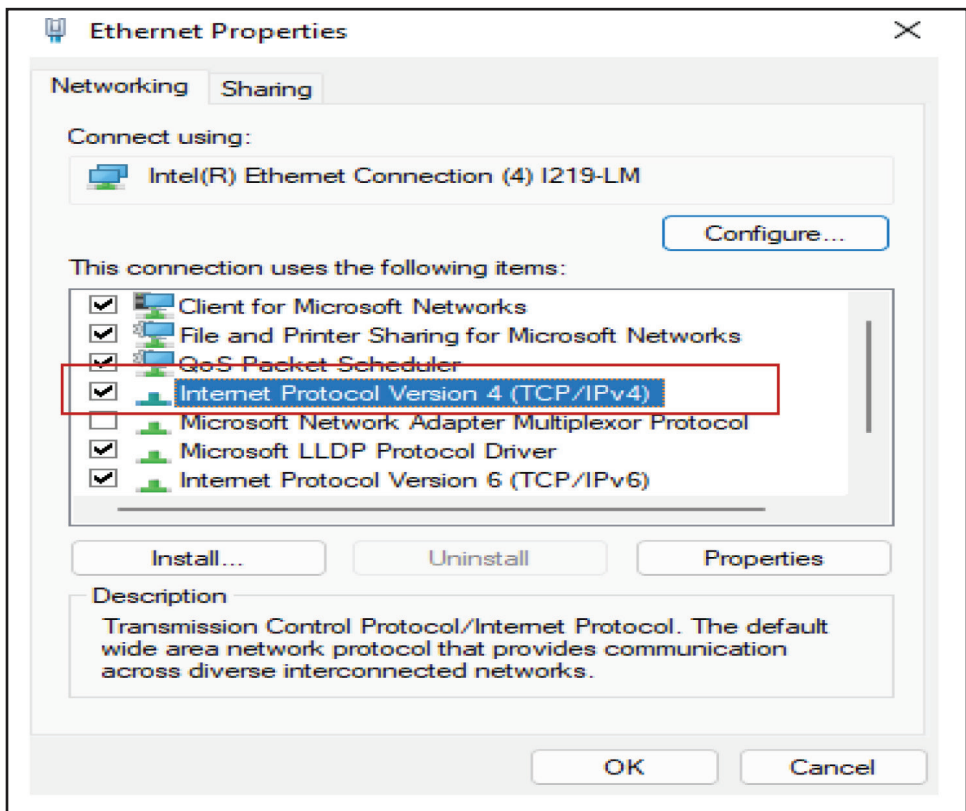 Ethernet Properties
Networking
Sharing
Connect using:
Intel(R) Ethernet Connection (4) I219-LM
Configure...
This connection uses the following items:
Client for Microsoft Networks
File and Printer Sharing for Microsoft Networks
QoS Packet Scheduler
Internet Protocol Version 4 (TCP/IPv4)
Microsoft Network Adapter Multiplexor Protocol
Microsoft LLDP Protocol Driver
Internet Protocol Version 6 (TCP/IPv6)
Install...
Uninstall
Properties
Description
Transmission Control Protocol/Internet Protocol. The default
wide area network protocol that provides communication
across diverse interconnected networks.
OK
Cancel